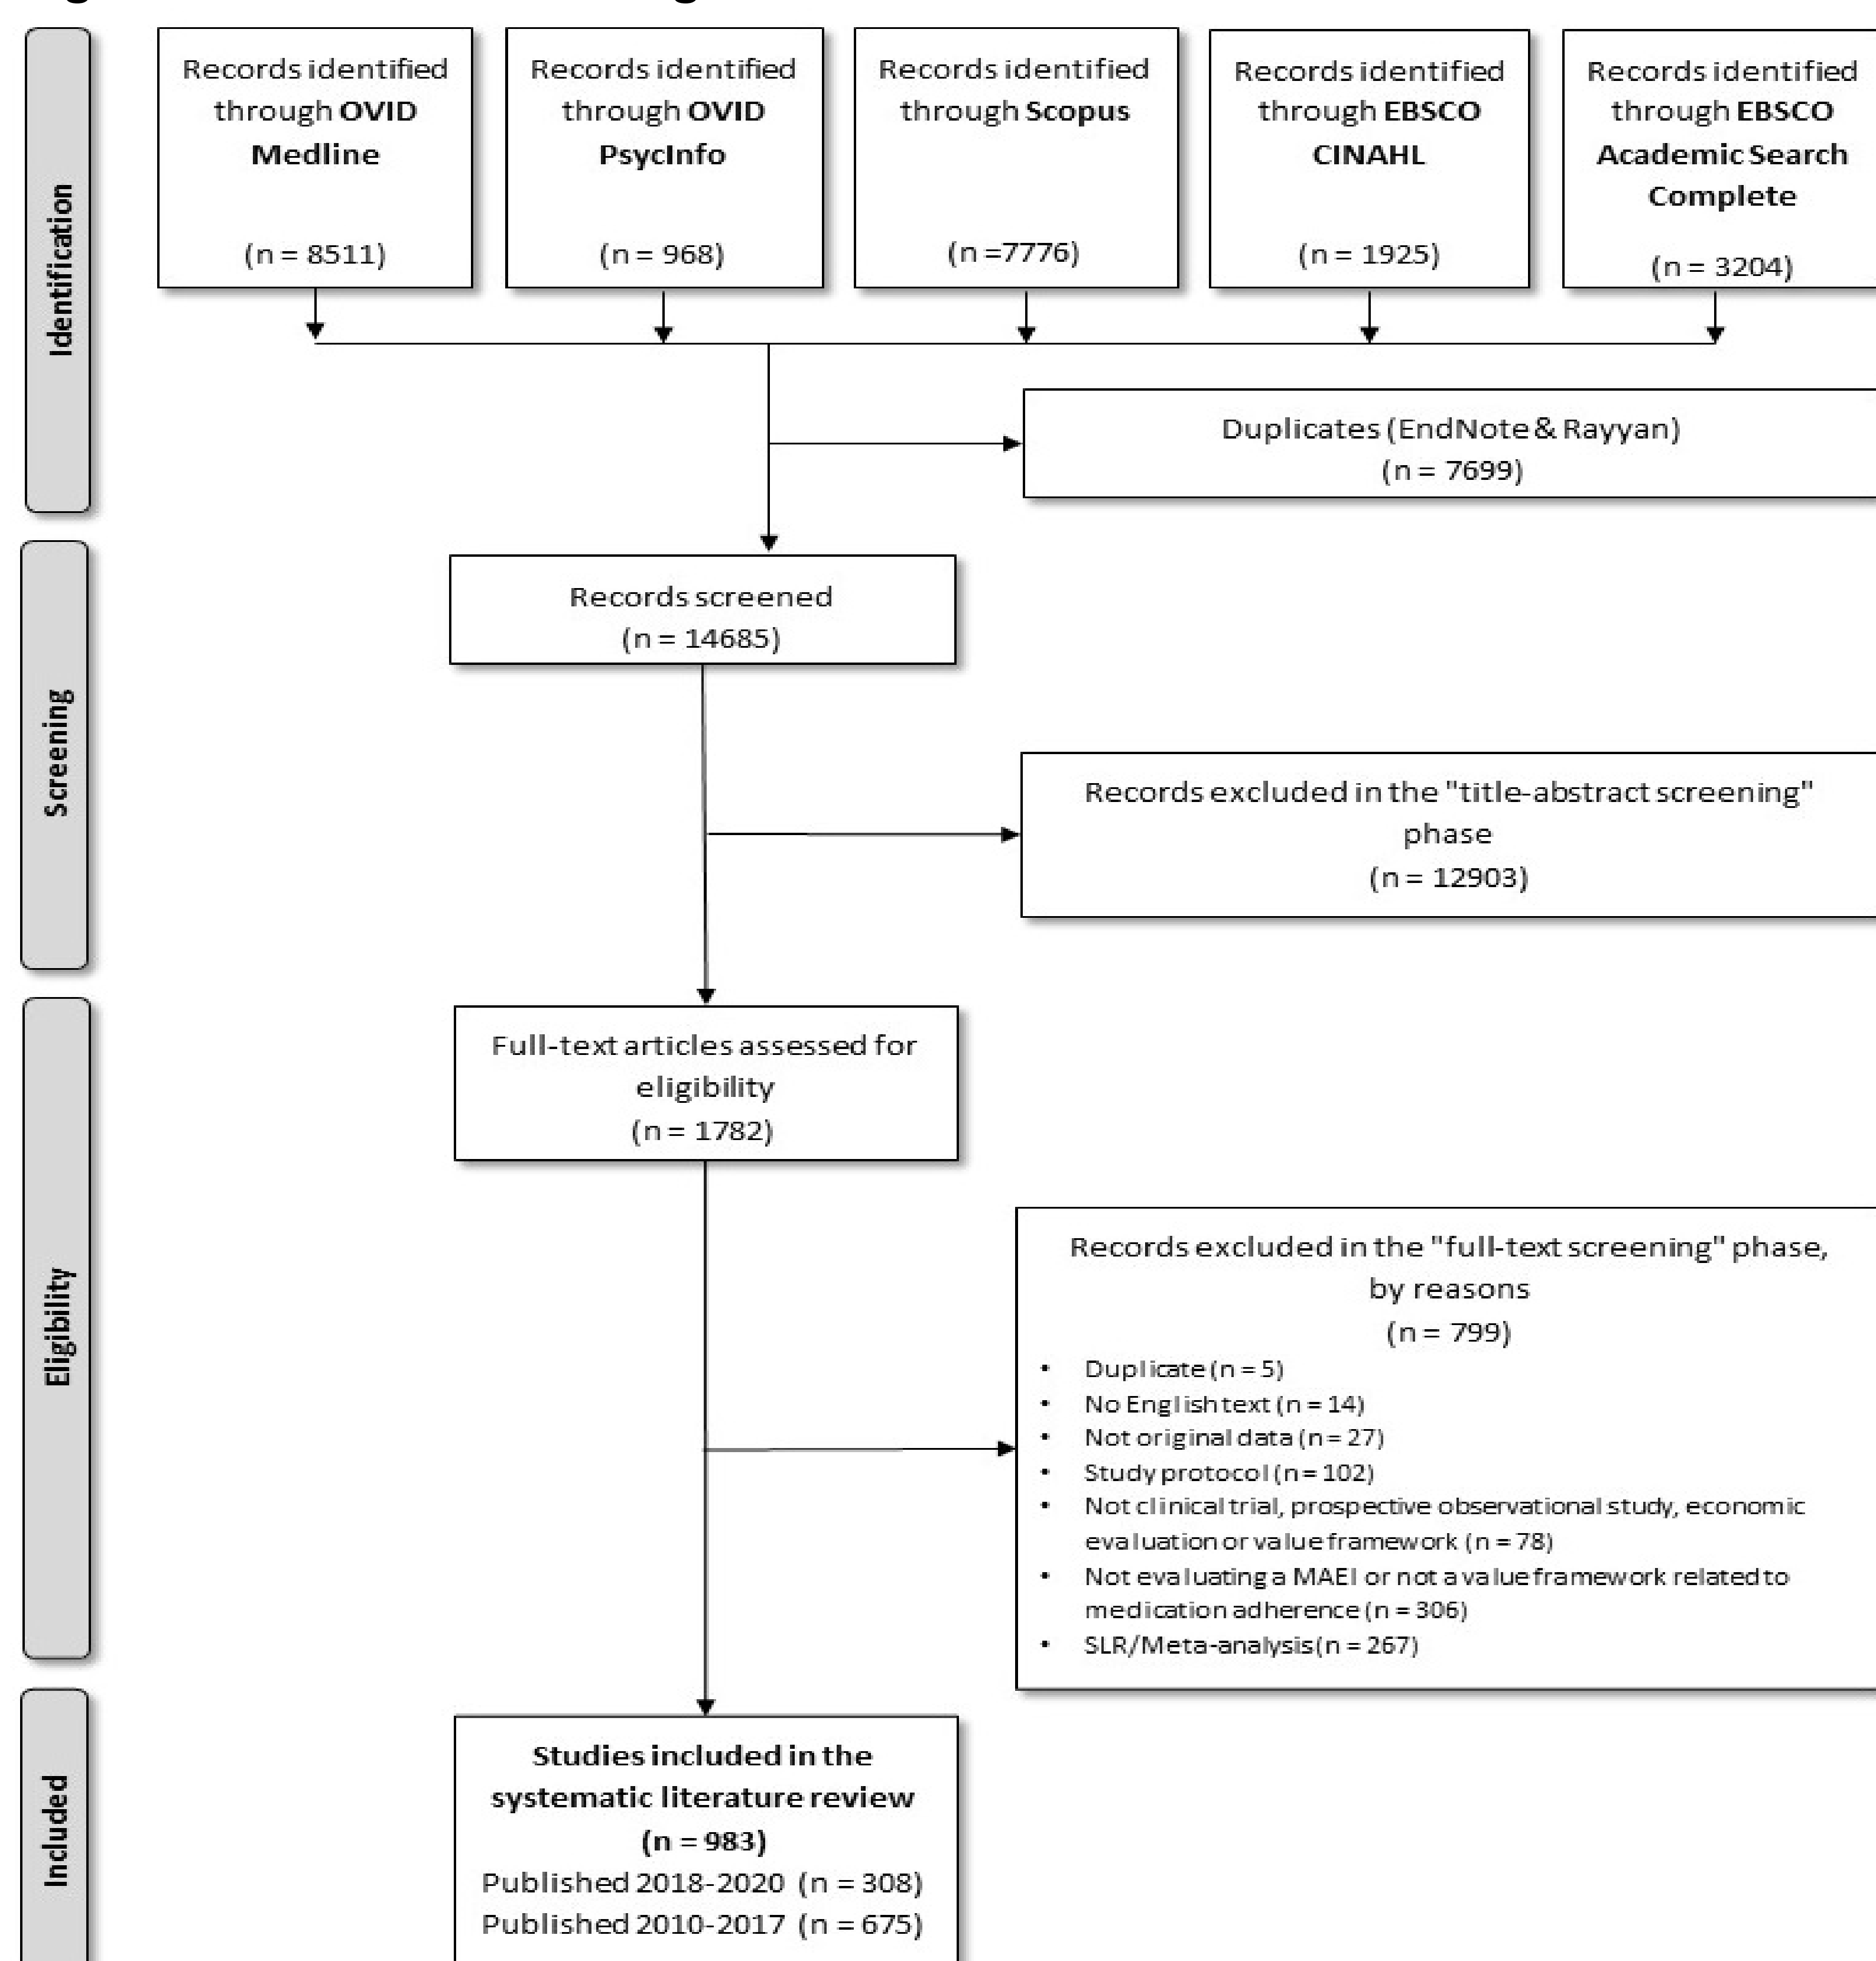 Identification
Records identified
through OVID
Medline
(n = 8511)
Records identified
through OVID
PsycInfo
(n = 968)
Records identified
through Scopus
(n =7776)
Records identified
through EBSCO
CINAHL
(n = 1925)
Records identified
through EBSCO
Academic Search
Complete
(n = 3204)
Duplicates (EndNote & Rayyan)
(n = 7699)
Screening
Records screened
(n = 14685)
Records excluded in the "title-abstract screening"
phase
(n = 12903)
Eligibility
Full-text articles assessed for
eligibility
(n = 1782)
Records excluded in the "full-text screening" phase,
by reasons
(n = 799)
• Duplicate (n = 5)
• No English text (n = 14)
• Not original data (n = 27)
• Study protocol (n = 102)
• Not clinical trial, prospective observational study, economic
evaluation or value framework (n = 78)
• Not evaluating a MAEI or not a value framework related to
medication adherence (n = 306)
• SLR/Meta-analysis (n = 267)
Included
Studies included in the
systematic literature review
(n = 983)
Published 2018-2020 (n = 308)
Published 2010-2017 (n = 675)